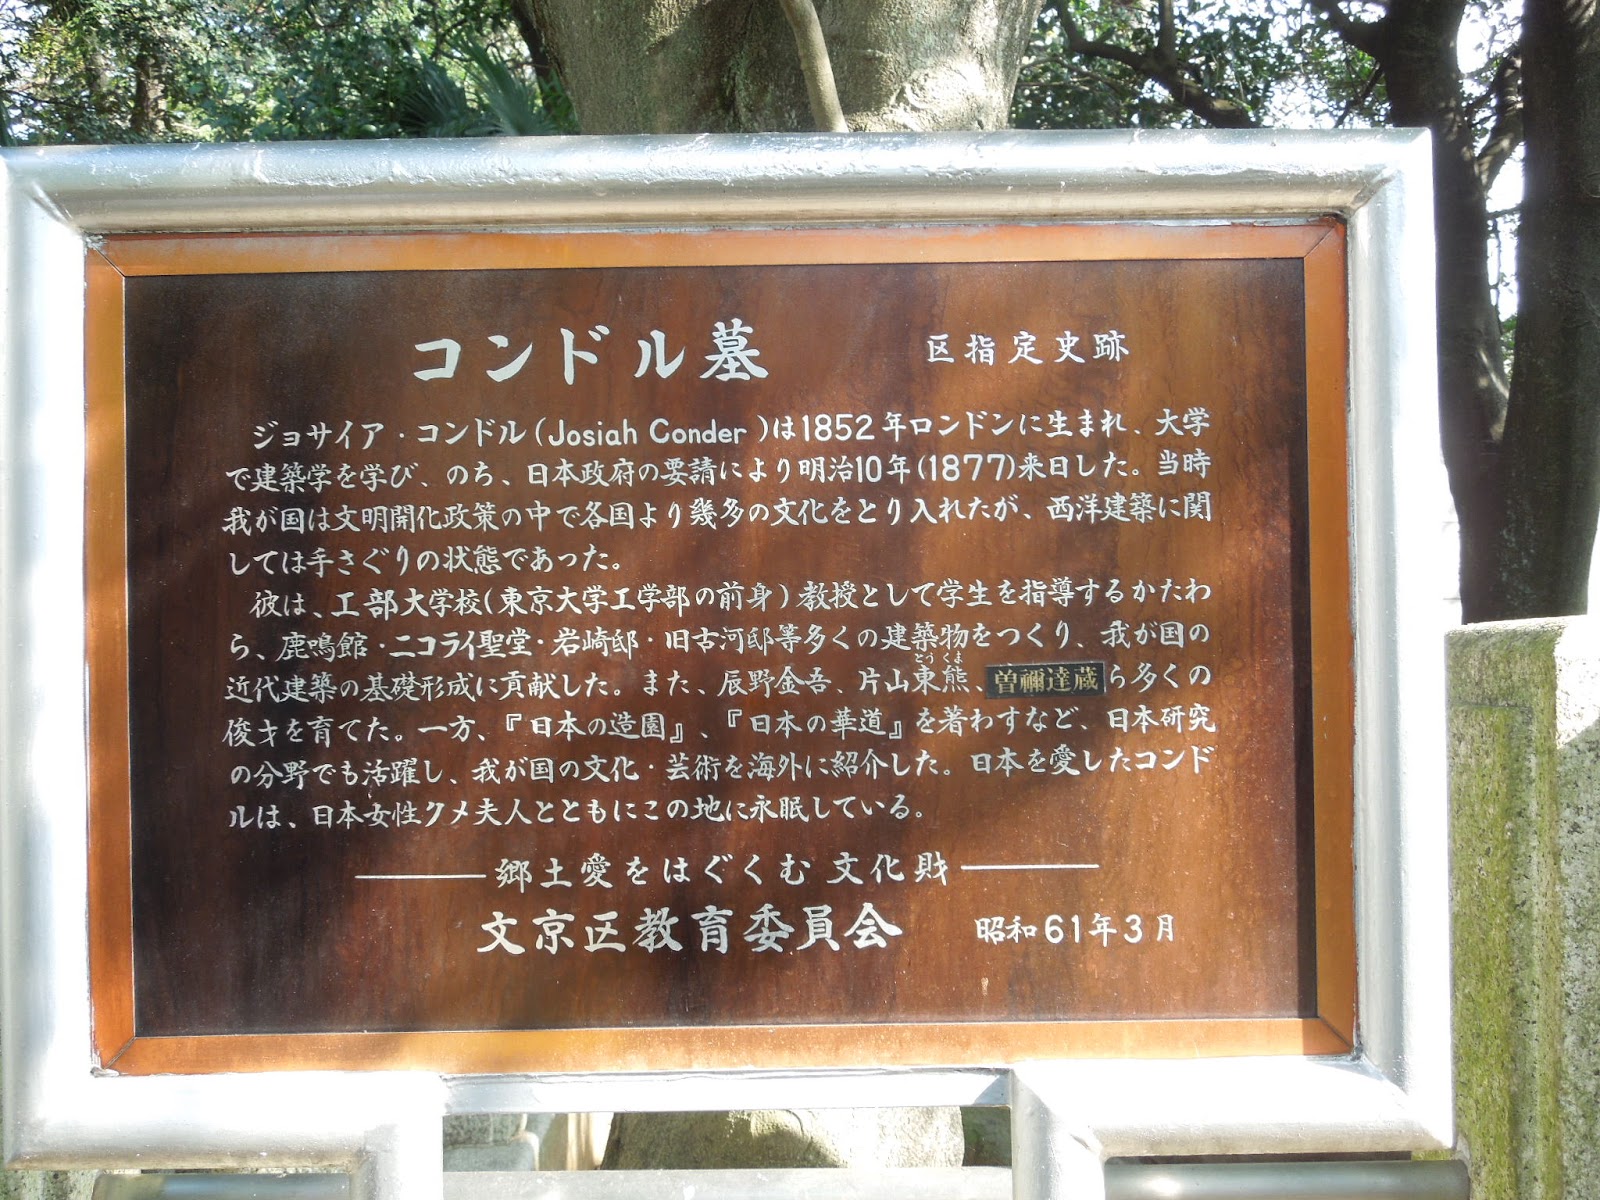 コンドル墓 区指定史跡
ジョサイア・コンドル(Josiah Conder)は1852年ロンドンに生まれ、大学
で建築学を学び、のち、日本政府の要請により明治10年(1877)来日した。当時
我が国は文明開化政策の中で各国より幾多の文化をとり入れたが、西洋建築に関
しては手さぐりの状態であった。
彼は、工部大学校(東京大学工学部の前身)教授として学生を指導するかたわ
ら、鹿鳴館・ニコライ聖堂・岩崎邸・旧古河邸等多くの建築物をつくり、我が国の
とうくま
近代建築の基礎形成に貢献した。また、辰野金吾、片山東熊、曽禰達蔵ら多くの
俊才を育てた。一方、『日本の造園』、『日本の華道』を著わすなど、日本研究
の分野でも活躍し、我が国の文化・芸術を海外に紹介した。日本を愛したコンド
ルは、日本女性クメ夫人とともにこの地に永眠している。
郷土愛をはぐくむ文化財
文京区教育委員会 昭和61年3月